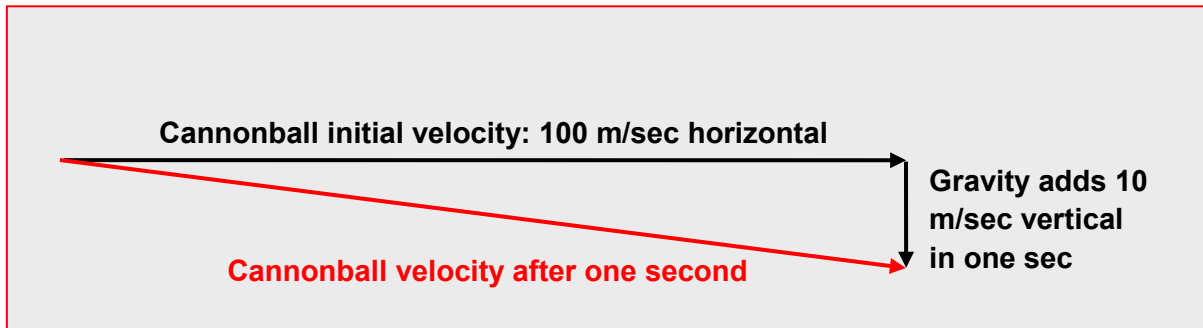 Cannonball initial velocity: 100 m/sec horizontal
Gravity adds 10
m/sec vertical
in one sec
Cannonball velocity after one second